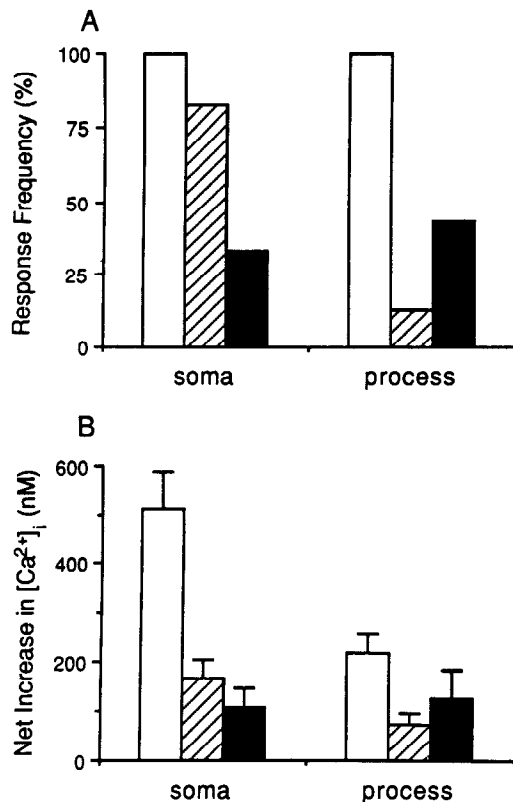 A
Response Frequency (%)
100
75
50
25
0
soma process
B
Net Increase in [Ca²⁺]ᵢ (nM)
600
400
200
0
soma process